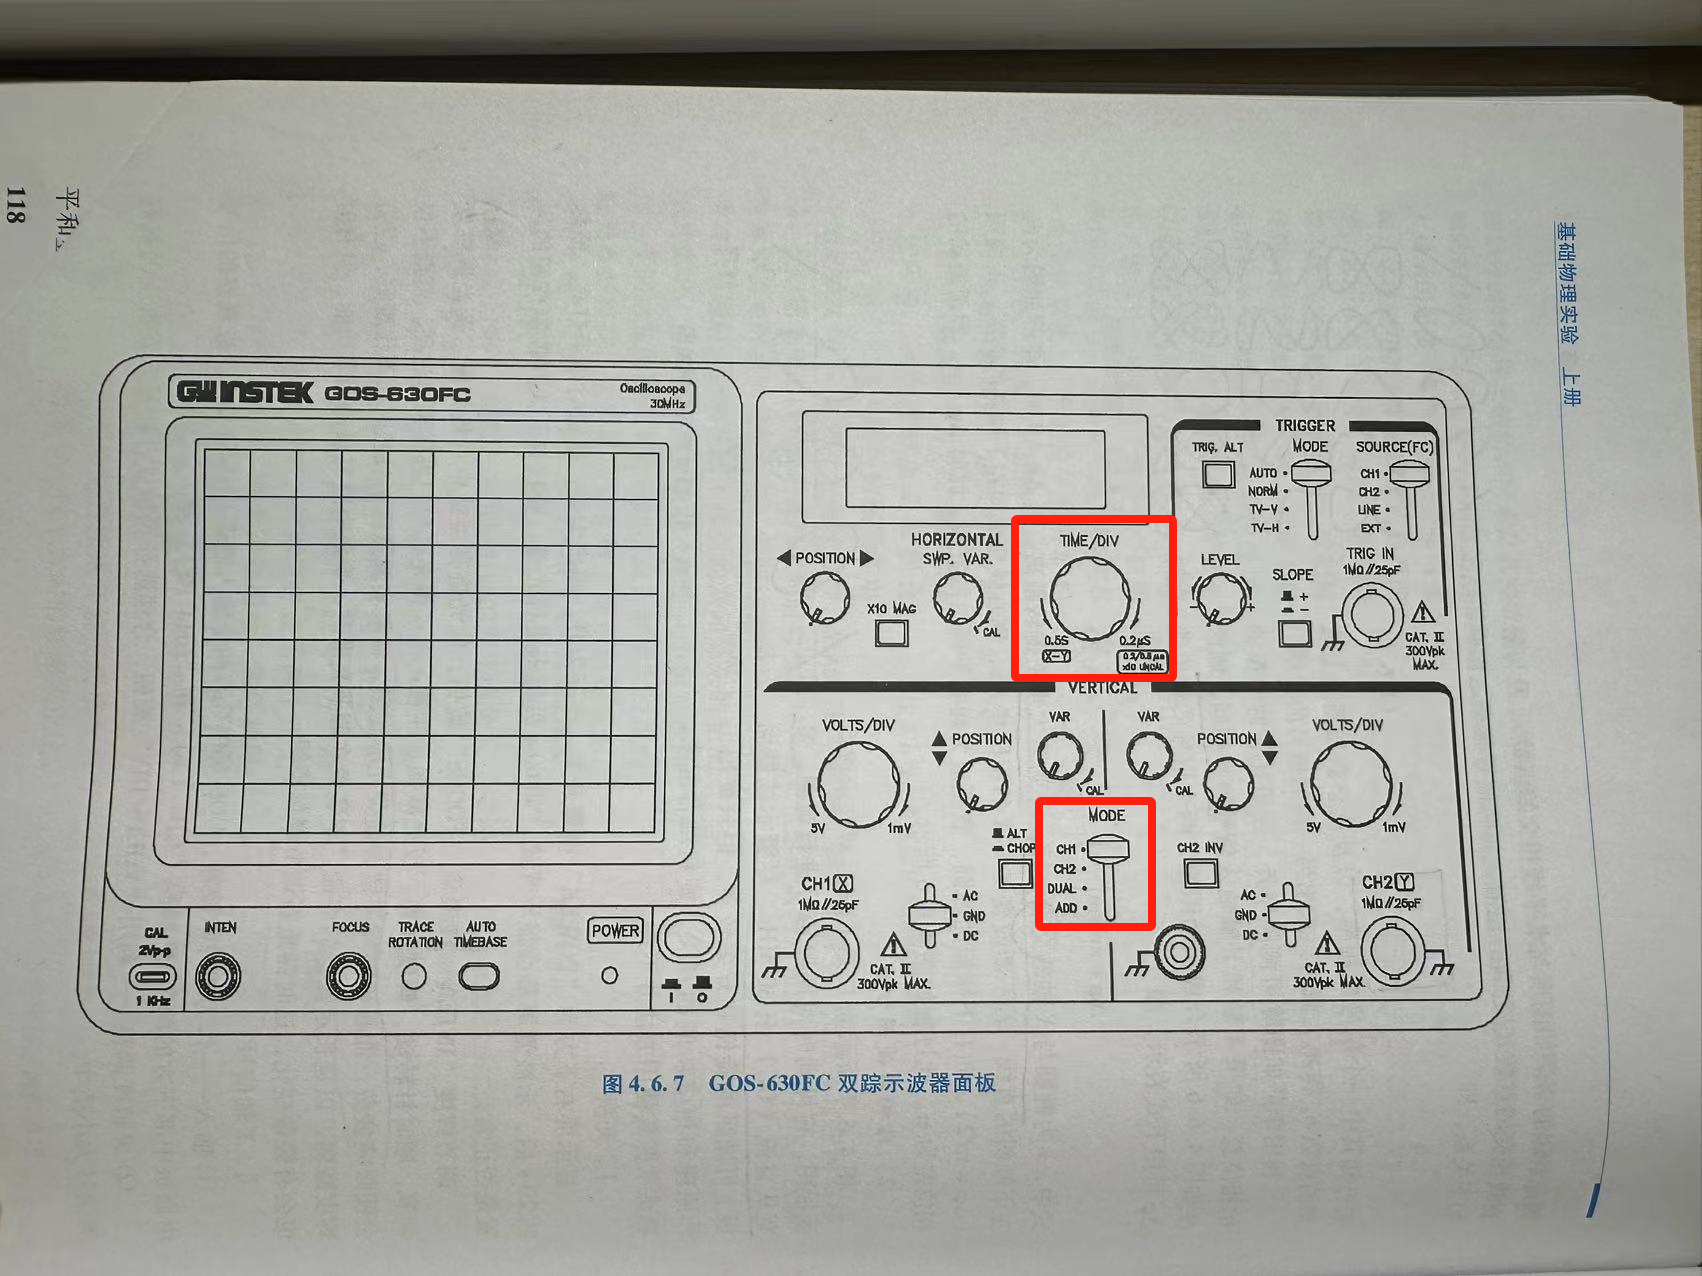 118
平和
基础物理实验 上册
GW INSTEK GOS-630FC
Oscilloscope
30MHz
TRIGGER
TRIG. ALT
MODE
SOURCE(FC)
AUTO
NORM
TV-V
TV-H
CH1
CH2
LINE
EXT
HORIZONTAL
◀ POSITION ▶
SWP. VAR.
TIME/DIV
LEVEL
SLOPE
TRIG IN
1MΩ//25pF
X10 MAG
CAL
0.5S
X-Y
0.2μS
x10 UNCAL
- +
+
-
CAT. II
300Vpk
MAX.
VERTICAL
VOLTS/DIV
▲ POSITION
▼
VAR
VAR
POSITION ▲
▼
VOLTS/DIV
5V
1mV
CAL
CAL
5V
1mV
ALT
CHOP
MODE
CH1
CH2
DUAL
ADD
CH2 INV
CH1 X
1MΩ//25pF
AC
GND
DC
AC
GND
DC
CH2 Y
1MΩ//25pF
CAT. II
300Vpk MAX.
CAT. II
300Vpk MAX.
CAL
2Vp-p
1 KHz
INTEN
FOCUS
TRACE
ROTATION
AUTO
TIMEBASE
POWER
I O
图 4.6.7 GOS-630FC 双踪示波器面板